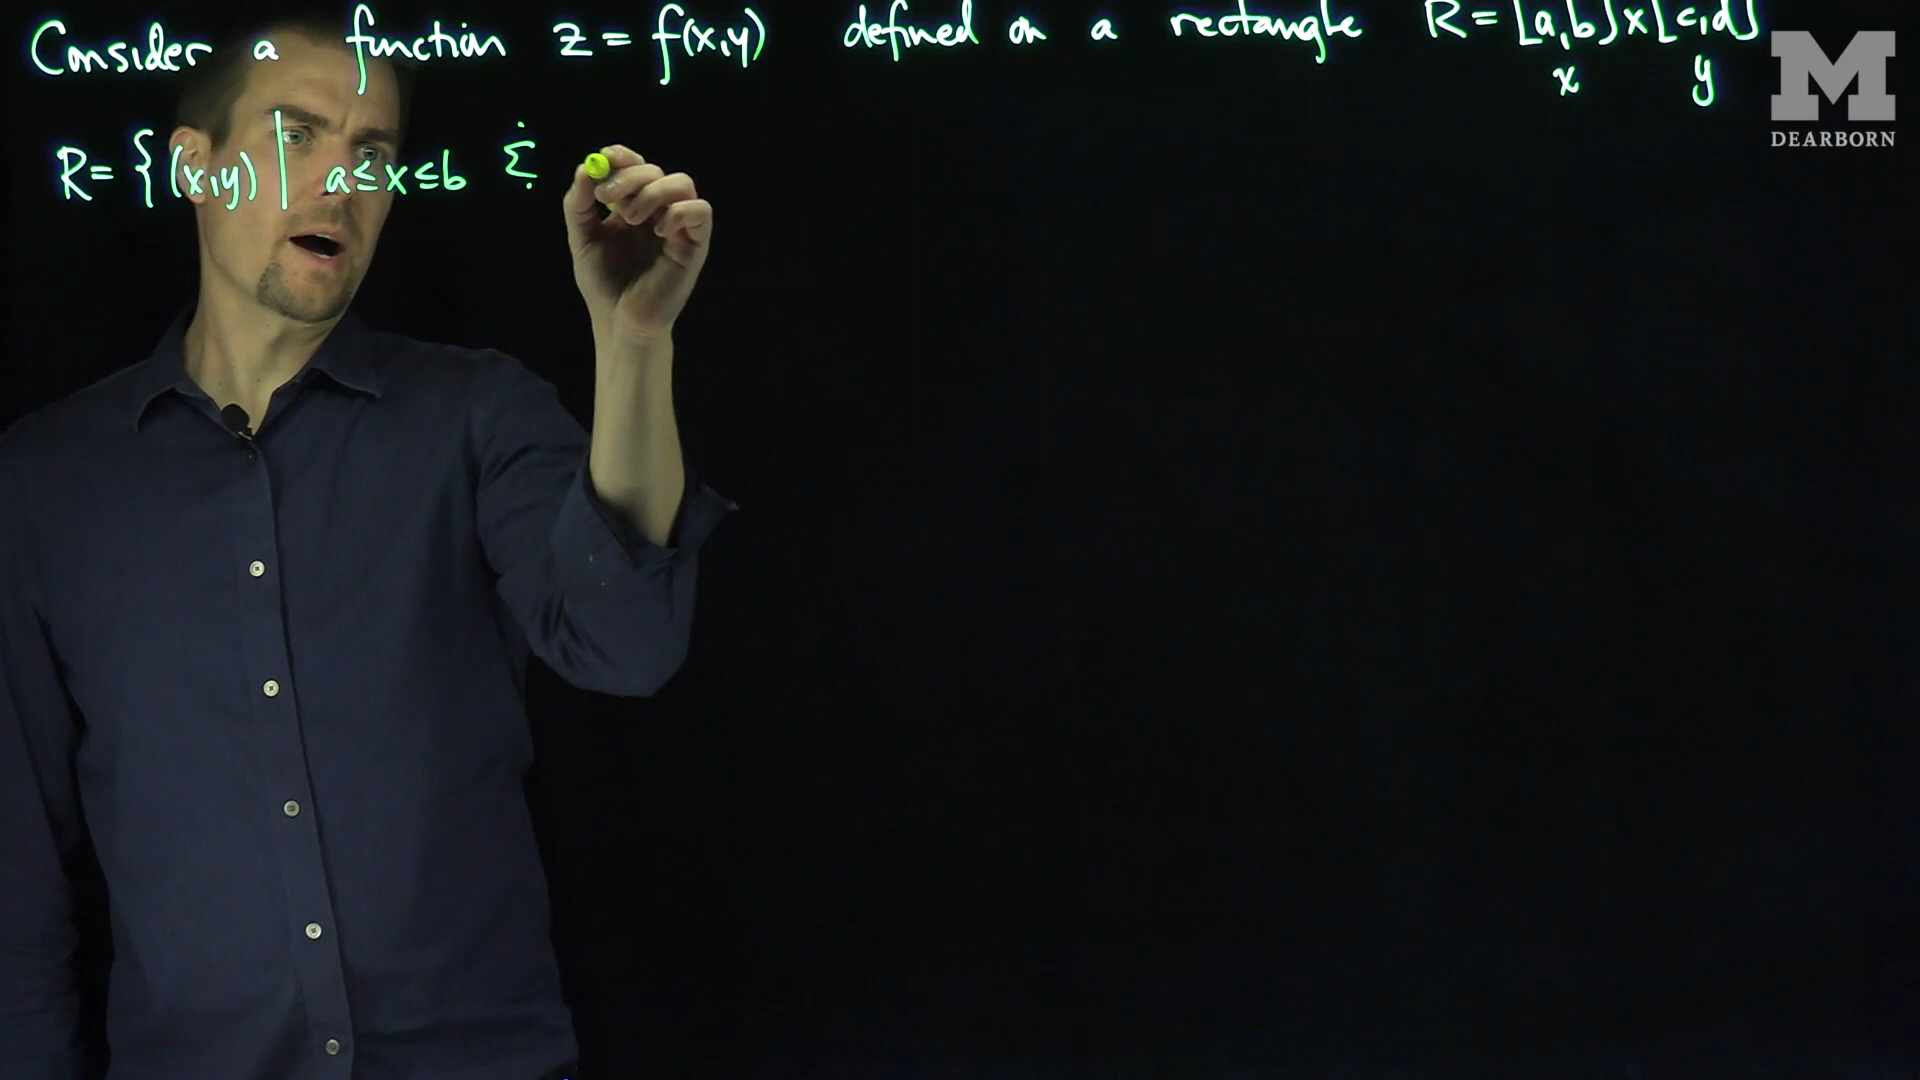 Consider a function z = f(x,y) defined on a rectangle R = [a,b] x [c,d]
x y
R = { (x,y) | a ≤ x ≤ b &
M
DEARBORN